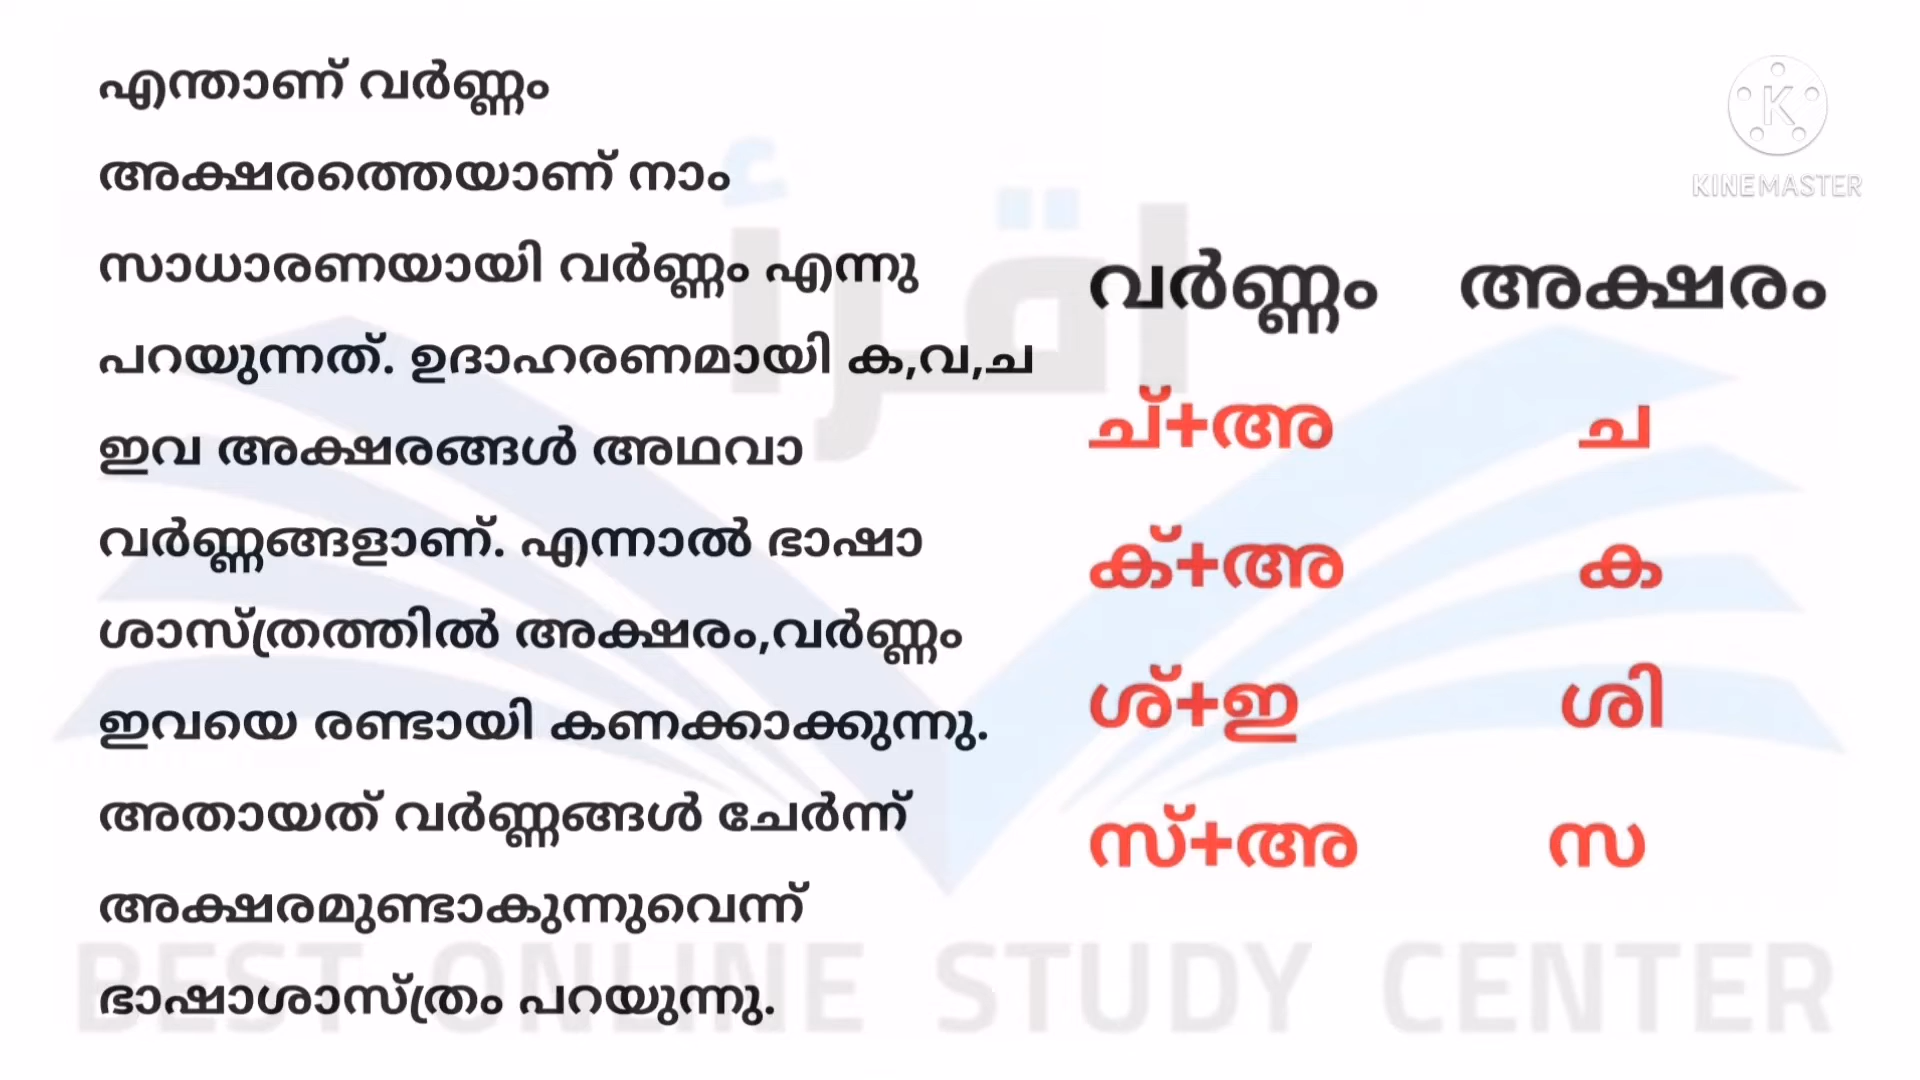 എന്താണ് വർണ്ണം
അക്ഷരത്തെയാണ് നാം
സാധാരണയായി വർണ്ണം എന്നു
പറയുന്നത്. ഉദാഹരണമായി ക,വ,ച
ഇവ അക്ഷരങ്ങൾ അഥവാ
വർണ്ണങ്ങളാണ്. എന്നാൽ ഭാഷാ
ശാസ്ത്രത്തിൽ അക്ഷരം,വർണ്ണം
ഇവയെ രണ്ടായി കണക്കാക്കുന്നു.
അതായത് വർണ്ണങ്ങൾ ചേർന്ന്
അക്ഷരമുണ്ടാകുന്നുവെന്ന്
ഭാഷാശാസ്ത്രം പറയുന്നു.
KINEMASTER
വർണ്ണം അക്ഷരം
ച്+അ ച
ക്+അ ക
ശ്+ഇ ശി
സ്+അ സ
اقرأ
BEST ONLINE STUDY CENTER